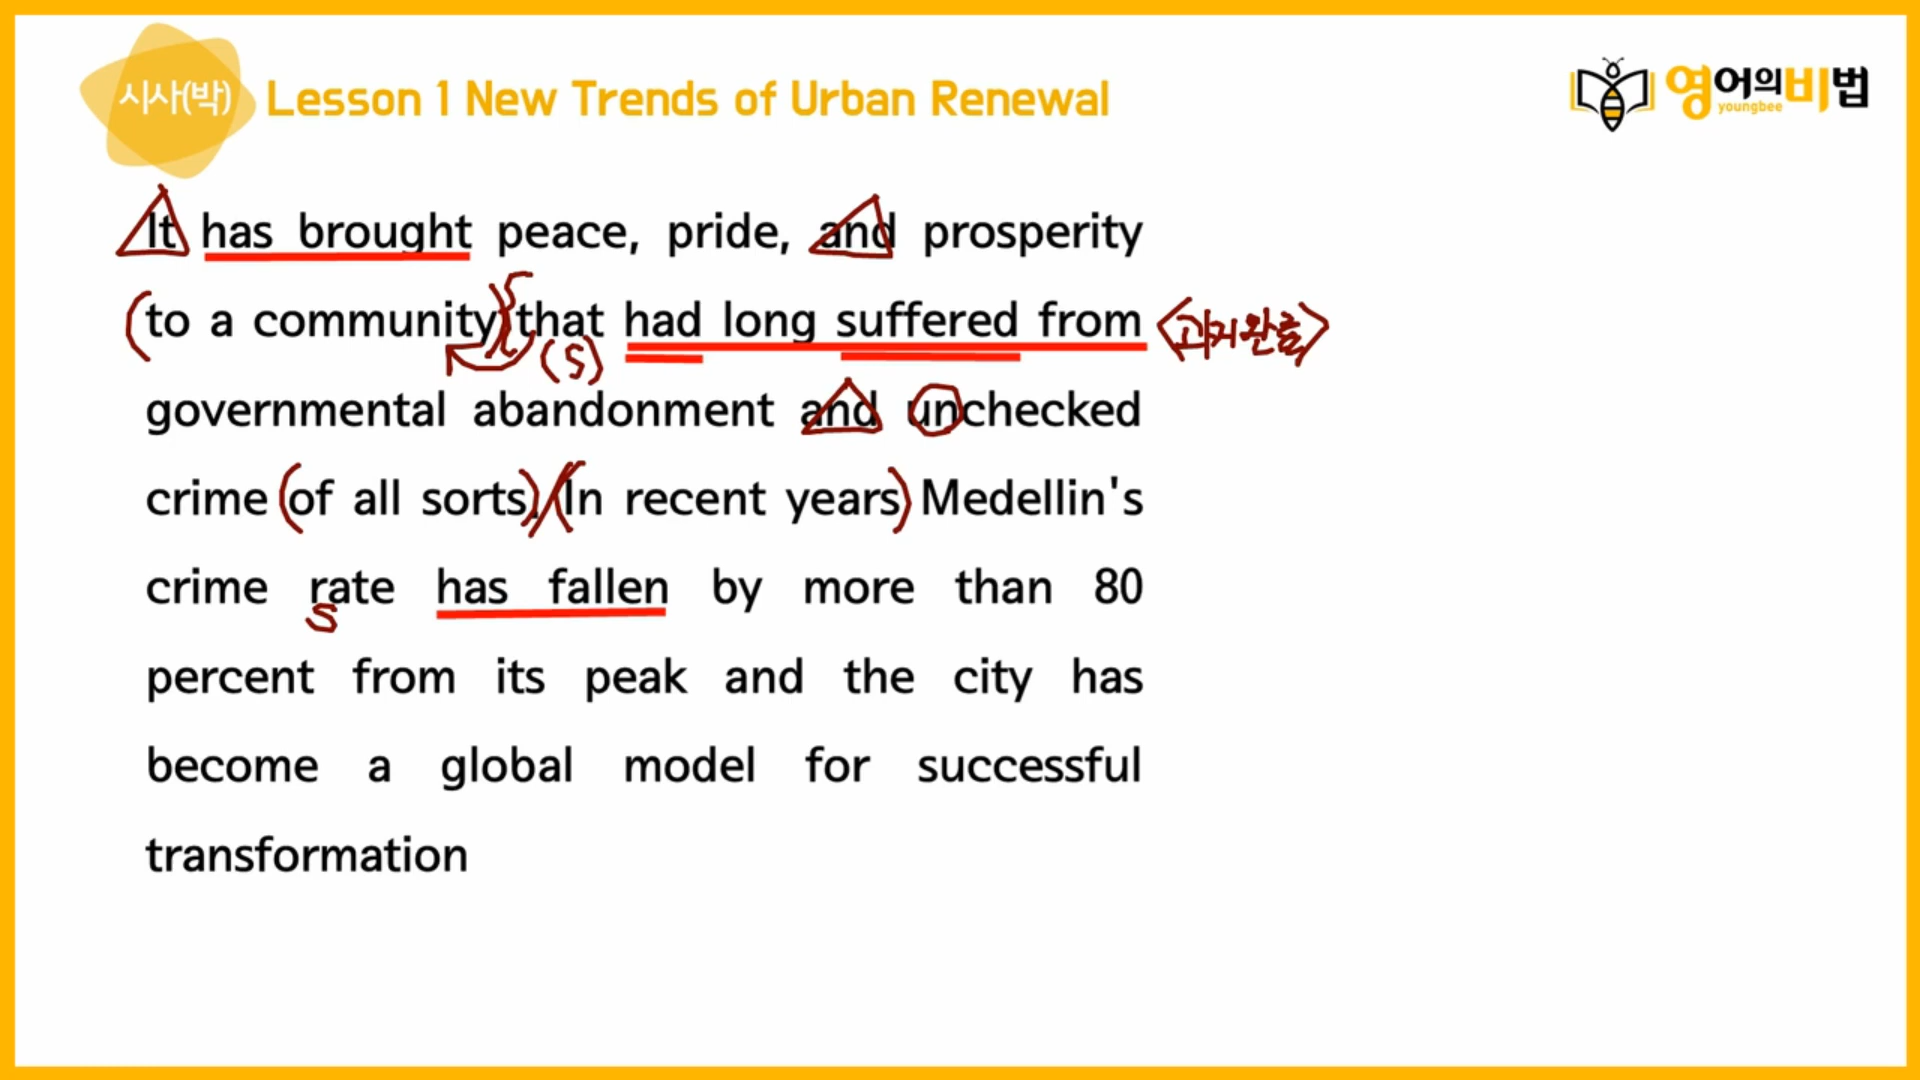 시사(박)
Lesson 1 New Trends of Urban Renewal
영어의비법
youngbee
It has brought peace, pride, and prosperity
to a community that had long suffered from <과거완료>
(S)
governmental abandonment and unchecked
crime (of all sorts). / (In recent years) Medellin's
crime rate has fallen by more than 80
S
percent from its peak and the city has
become a global model for successful
transformation